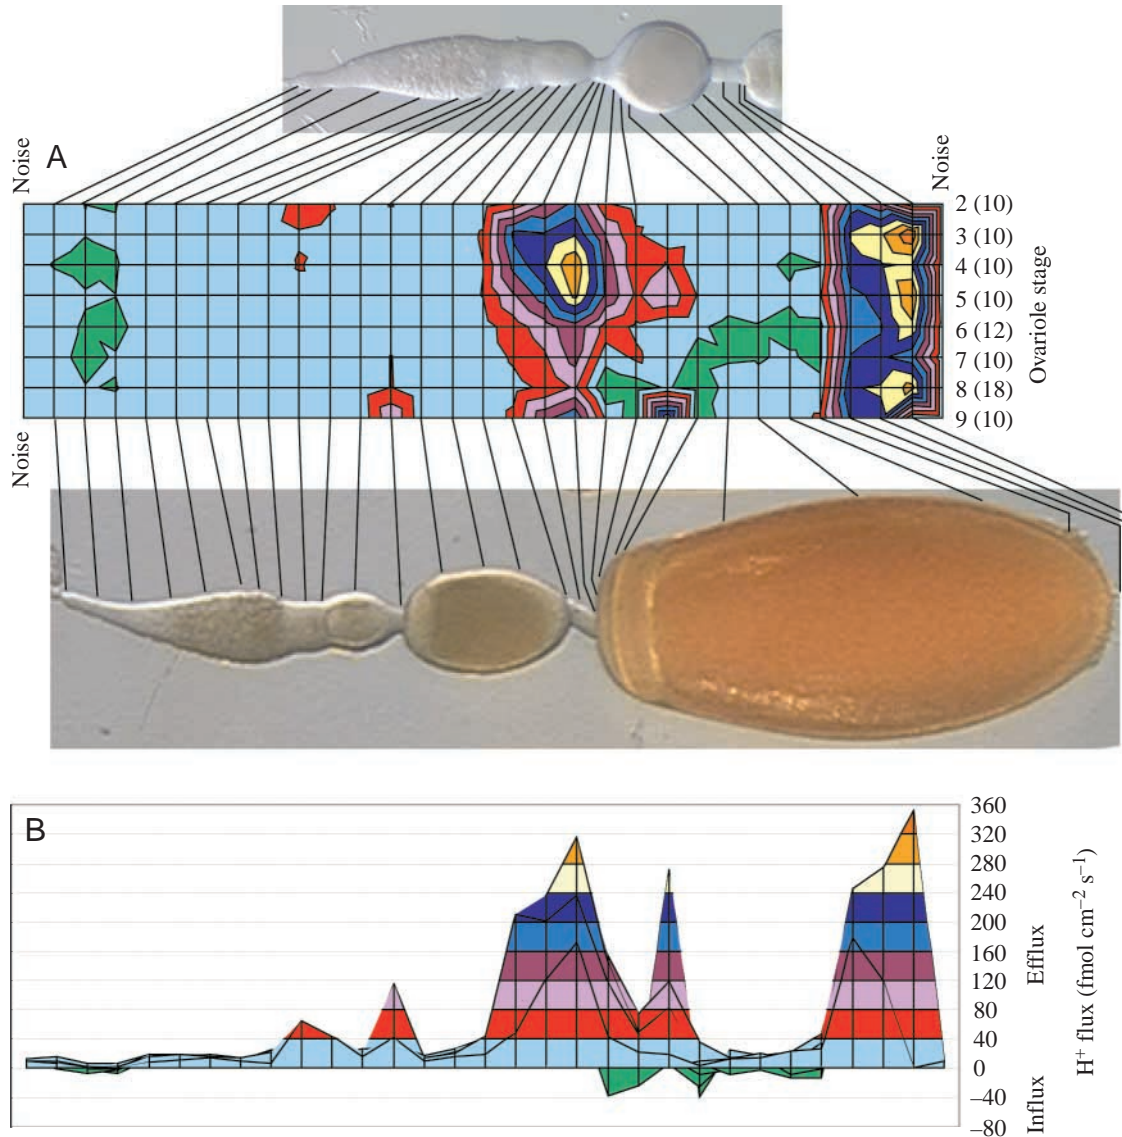 A
Noise
Noise
2 (10)
3 (10)
4 (10)
5 (10)
6 (12)
7 (10)
8 (18)
9 (10)
Ovariole stage
Noise
B
360
320
280
240
200
160
120
80
40
0
–40
–80
Efflux
Influx
H⁺ flux (fmol cm⁻² s⁻¹)